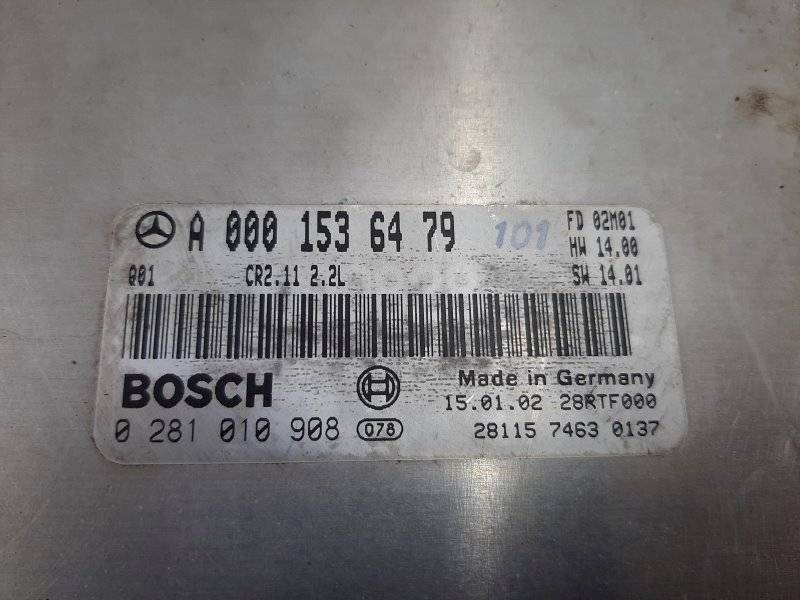 A 000 153 64 79 101 FD 02M01
HW 14.00
Q01 CR2.11 2.2L SW 14.01
BOSCH Made in Germany
15.01.02 28RTF000
0 281 010 908 078 28115 7463 0137